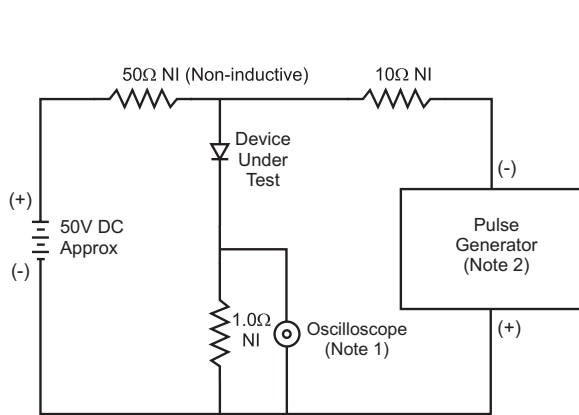 50Ω NI (Non-inductive)
10Ω NI
Device
Under
Test
(-)
(+)
50V DC
Approx
(-)
Pulse
Generator
(Note 2)
1.0Ω
NI
Oscilloscope
(Note 1)
(+)